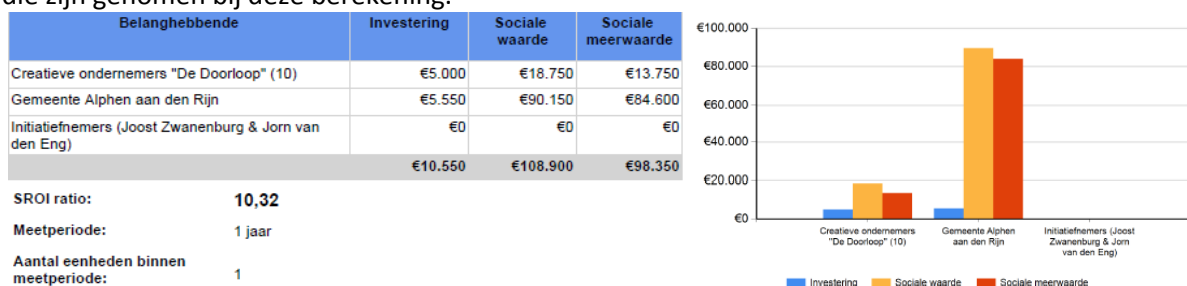 die zijn genomen bij deze berekening.
Belanghebbende Investering Sociale waarde Sociale meerwaarde
Creatieve ondernemers "De Doorloop" (10) €5.000 €18.750 €13.750
Gemeente Alphen aan den Rijn €5.550 €90.150 €84.600
Initiatiefnemers (Joost Zwanenburg & Jorn van den Eng) €0 €0 €0
€10.550 €108.900 €98.350
SROI ratio: 10,32
Meetperiode: 1 jaar
Aantal eenheden binnen meetperiode: 1
€100.000
€80.000
€60.000
€40.000
€20.000
€0
Creatieve ondernemers "De Doorloop" (10)
Gemeente Alphen aan den Rijn
Initiatiefnemers (Joost Zwanenburg & Jorn van den Eng)
Investering Sociale waarde Sociale meerwaarde